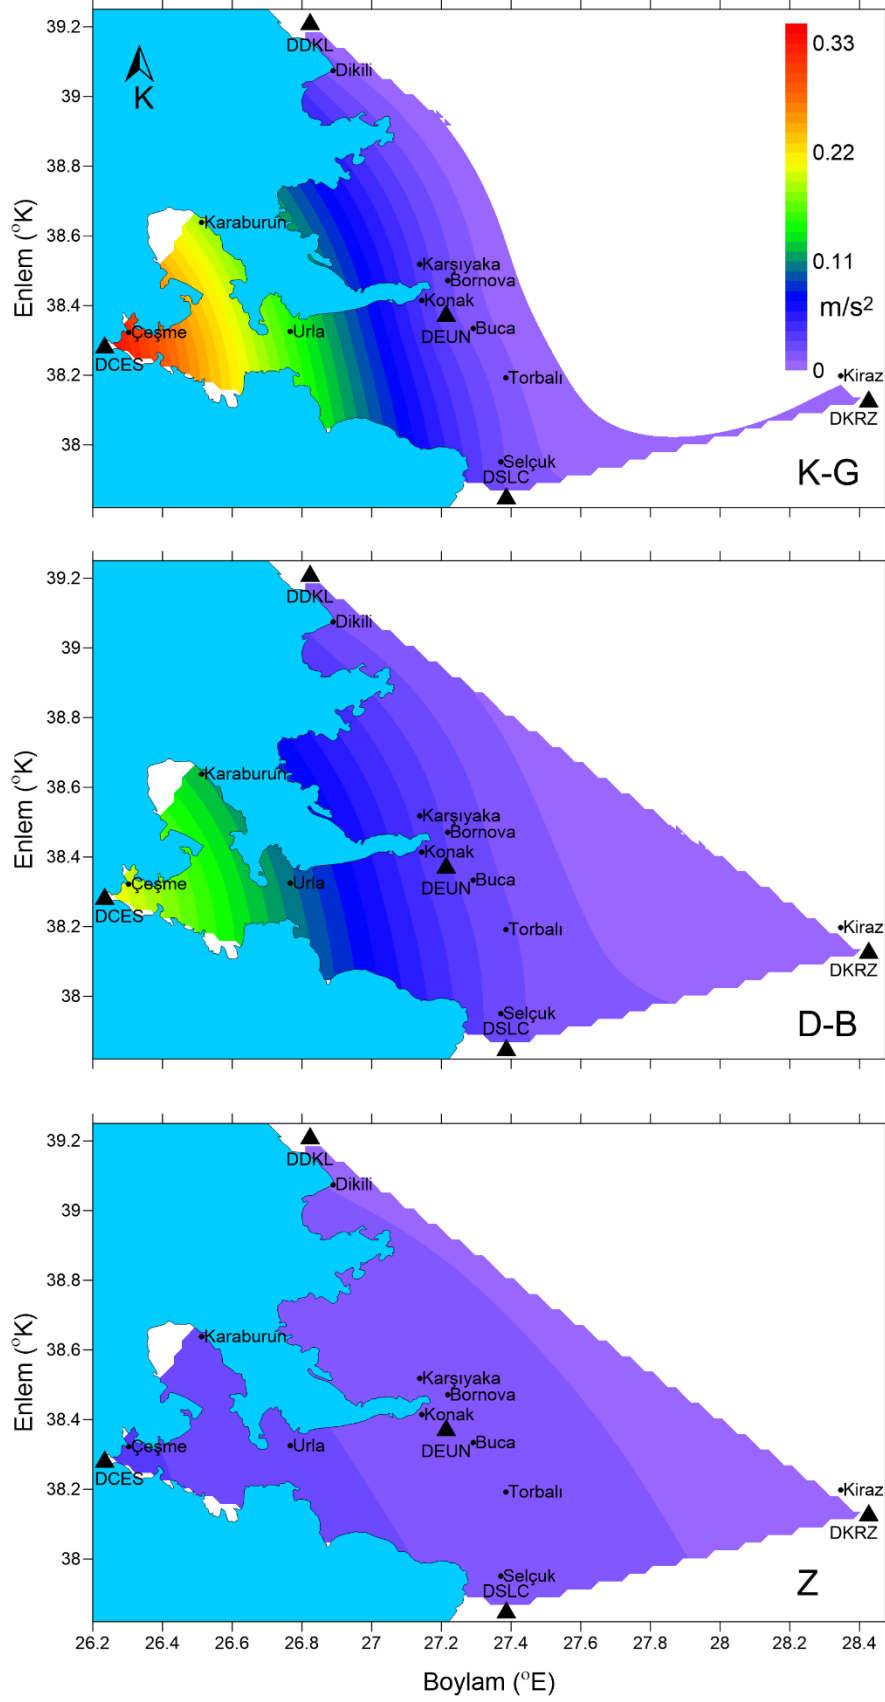 39.2
39
38.8
38.6
38.4
38.2
38
Enlem (°K)
K
DDKL
Dikili
Karaburun
Karşıyaka
Bornova
Konak
DEUN
Buca
Çeşme
DCES
Urla
Torbalı
Selçuk
DSLC
Kiraz
DKRZ
0.33
0.22
0.11
m/s2
0
K-G
39.2
39
38.8
38.6
38.4
38.2
38
Enlem (°K)
DDKL
Dikili
Karaburun
Karşıyaka
Bornova
Konak
DEUN
Buca
Çeşme
DCES
Urla
Torbalı
Selçuk
DSLC
Kiraz
DKRZ
D-B
39.2
39
38.8
38.6
38.4
38.2
38
Enlem (°K)
DDKL
Dikili
Karaburun
Karşıyaka
Bornova
Konak
DEUN
Buca
Çeşme
DCES
Urla
Torbalı
Selçuk
DSLC
Kiraz
DKRZ
Z
26.2 26.4 26.6 26.8 27 27.2 27.4 27.6 27.8 28 28.2 28.4
Boylam (°E)